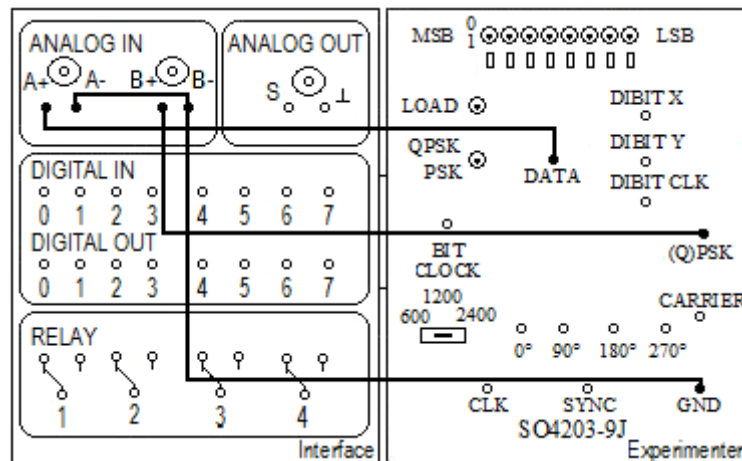 ANALOG IN
A+ A- B+ B-
ANALOG OUT
S ⊥
DIGITAL IN
0 1 2 3 4 5 6 7
DIGITAL OUT
0 1 2 3 4 5 6 7
RELAY
1 2 3 4
Interface
MSB 0 LSB
1
LOAD
DIBIT X
QPSK
PSK
DATA
DIBIT Y
DIBIT CLK
BIT
CLOCK
(Q)PSK
1200
600 2400
CARRIER
0° 90° 180° 270°
CLK SYNC GND
SO4203-9J
Experimenter